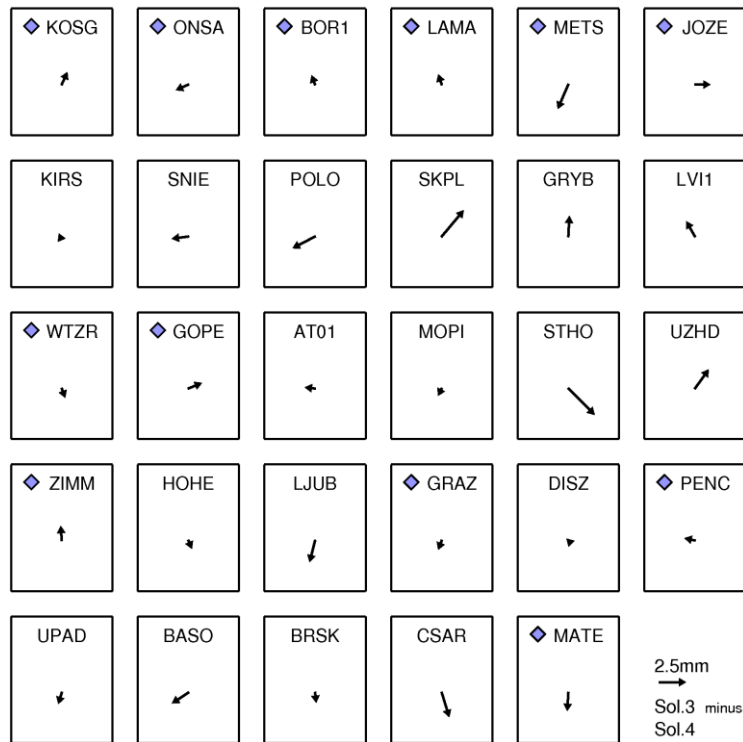 KOSG ONSA BOR1 LAMA METS JOZE
KIRS SNIE POLO SKPL GRYB LVI1
WTZR GOPE AT01 MOPI STHO UZHD
ZIMM HOHE LJUB GRAZ DISZ PENC
UPAD BASO BRSK CSAR MATE
2.5mm
Sol.3 minus
Sol.4